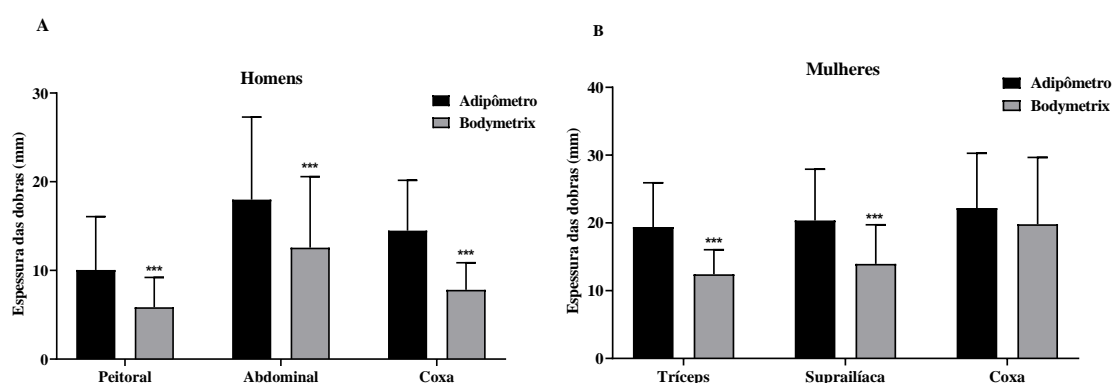 A
Homens
Adipômetro
Bodymetrix
Espessura das dobras (mm)
30
20
10
0
***
***
***
Peitoral
Abdominal
Coxa
B
Mulheres
Adipômetro
Bodymetrix
Espessura das dobras (mm)
40
30
20
10
0
***
***
Tríceps
Suprailíaca
Coxa